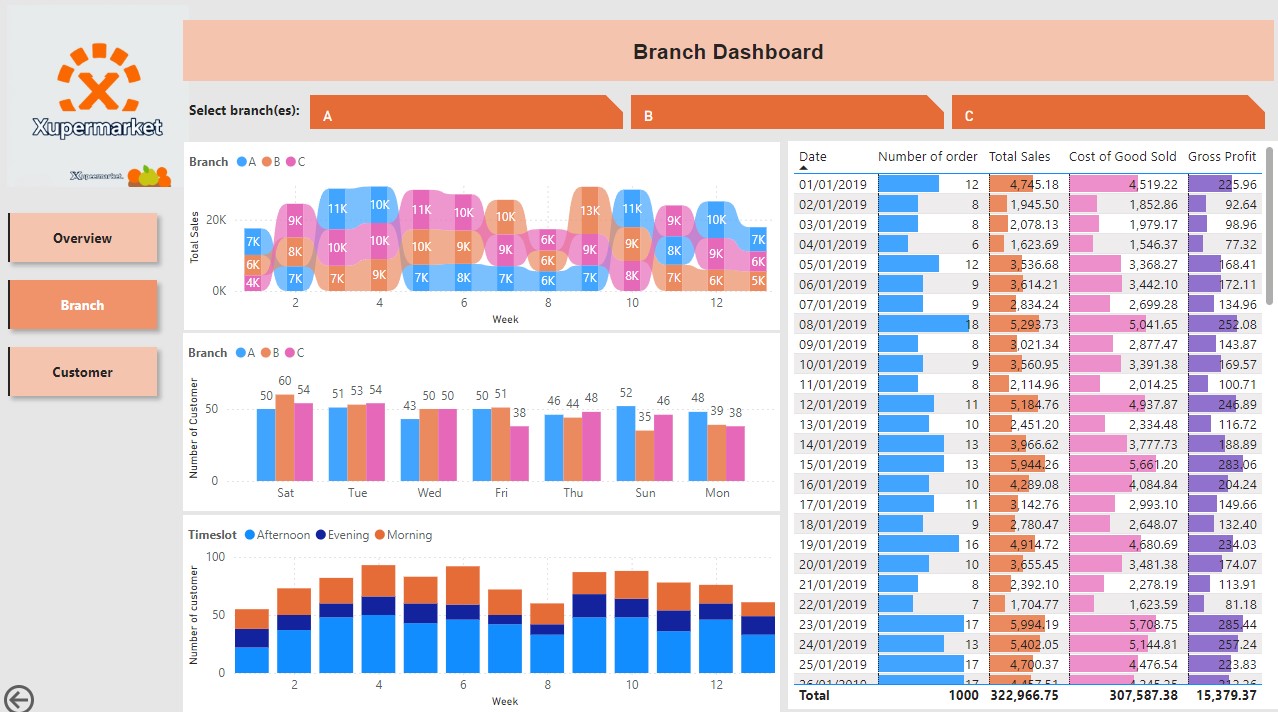 Branch Dashboard
Xupermarket
Select branch(es):
A
B
C
Overview
Branch
Customer
Branch A B C
Total Sales
20K
0K
7K 6K 4K
9K 8K 7K
11K 10K 7K
10K 10K 9K
11K 10K 7K
10K 9K 8K
10K 9K 7K
6K 6K 6K
13K 9K 7K
11K 9K 8K
9K 8K 7K
10K 9K 6K
7K 6K 5K
2 4 6 8 10 12
Week
Branch A B C
Number of Customer
50
0
50 60 54
51 53 54
43 50 50
50 51 38
46 44 48
52 35 46
48 39 38
Sat Tue Wed Fri Thu Sun Mon
Timeslot Afternoon Evening Morning
Number of customer
100
50
0
2 4 6 8 10 12
Week
Date Number of order Total Sales Cost of Good Sold Gross Profit
01/01/2019 12 4,745.18 4,519.22 225.96
02/01/2019 8 1,945.50 1,852.86 92.64
03/01/2019 8 2,078.13 1,979.17 98.96
04/01/2019 6 1,623.69 1,546.37 77.32
05/01/2019 12 3,536.68 3,368.27 168.41
06/01/2019 9 3,614.21 3,442.10 172.11
07/01/2019 9 2,834.24 2,699.28 134.96
08/01/2019 18 5,293.73 5,041.65 252.08
09/01/2019 8 3,021.34 2,877.47 143.87
10/01/2019 9 3,560.95 3,391.38 169.57
11/01/2019 8 2,114.96 2,014.25 100.71
12/01/2019 11 5,184.76 4,937.87 246.89
13/01/2019 10 2,451.20 2,334.48 116.72
14/01/2019 13 3,966.62 3,777.73 188.89
15/01/2019 13 5,944.26 5,661.20 283.06
16/01/2019 10 4,289.08 4,084.84 204.24
17/01/2019 11 3,142.76 2,993.10 149.66
18/01/2019 9 2,780.47 2,648.07 132.40
19/01/2019 16 4,914.72 4,680.69 234.03
20/01/2019 10 3,655.45 3,481.38 174.07
21/01/2019 8 2,392.10 2,278.19 113.91
22/01/2019 7 1,704.77 1,623.59 81.18
23/01/2019 17 5,994.19 5,708.75 285.44
24/01/2019 13 5,402.05 5,144.81 257.24
25/01/2019 17 4,700.37 4,476.54 223.83
Total 1000 322,966.75 307,587.38 15,379.37